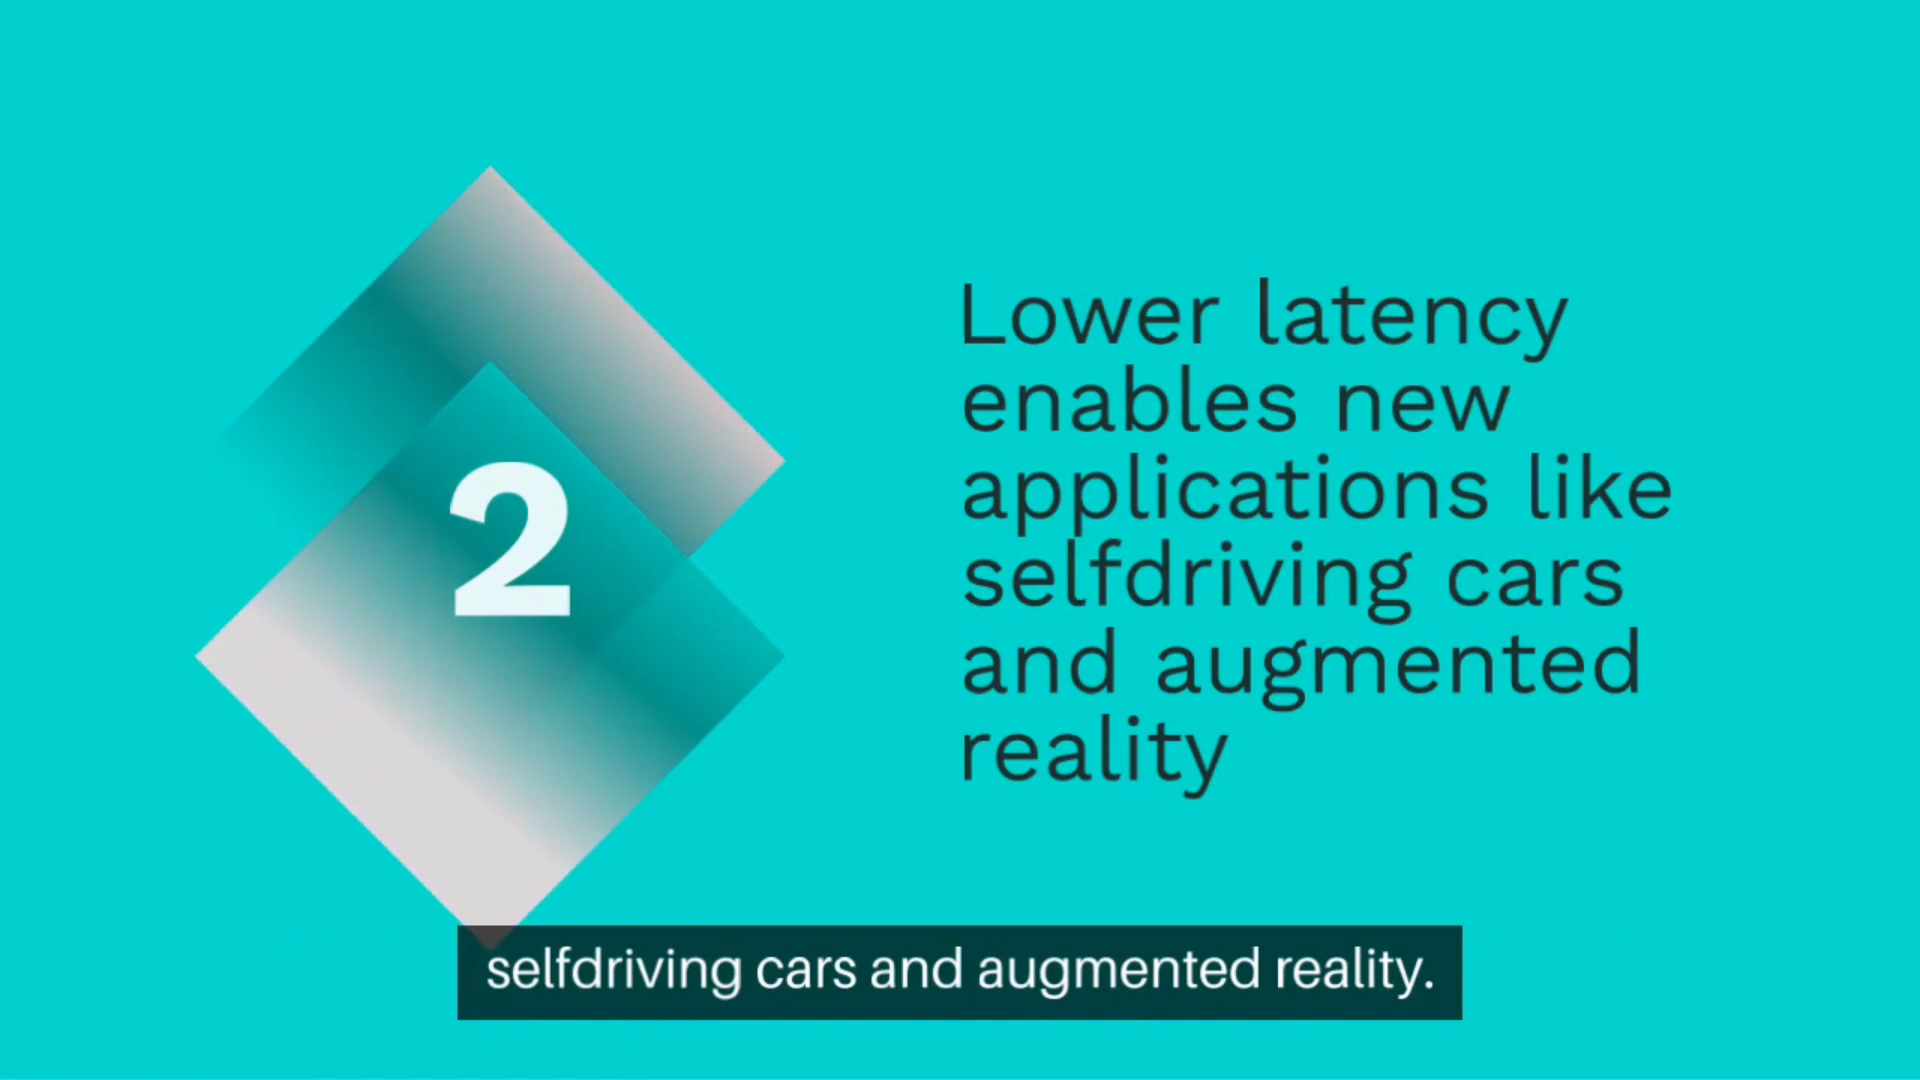 2
Lower latency
enables new
applications like
selfdriving cars
and augmented
reality
selfdriving cars and augmented reality.